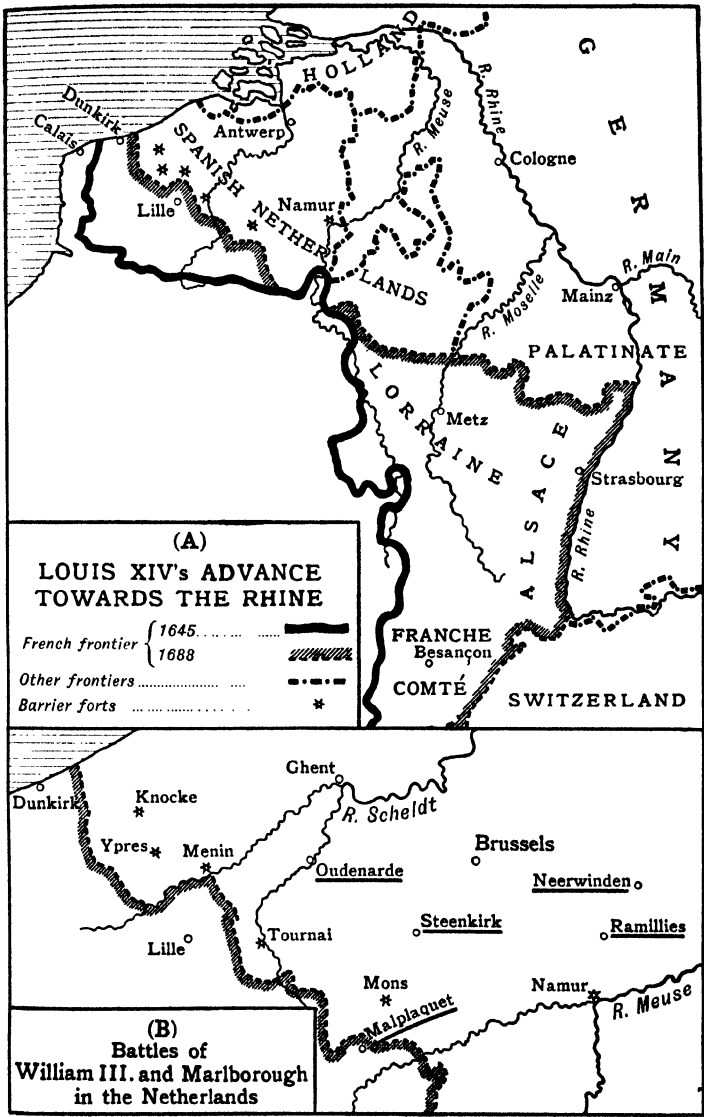 HOLLAND
GERMANY
R. Rhine
R. Meuse
Dunkirk
Calais
Antwerp
Cologne
SPANISH NETHER LANDS
Lille
Namur
R. Main
Mainz
R. Moselle
PALATINATE
LORRAINE
Metz
ALSACE
Strasbourg
R. Rhine
FRANCHE
Besançon
COMTÉ
SWITZERLAND
(A)
LOUIS XIV's ADVANCE
TOWARDS THE RHINE
French frontier { 1645
1688
Other frontiers
Barrier forts
Ghent
Dunkirk
Knocke
R. Scheldt
Ypres
Menin
Brussels
Oudenarde
Neerwinden
Lille
Tournai
Steenkirk
Ramillies
Mons
Namur
R. Meuse
Malplaquet
(B)
Battles of
William III. and Marlborough
in the Netherlands